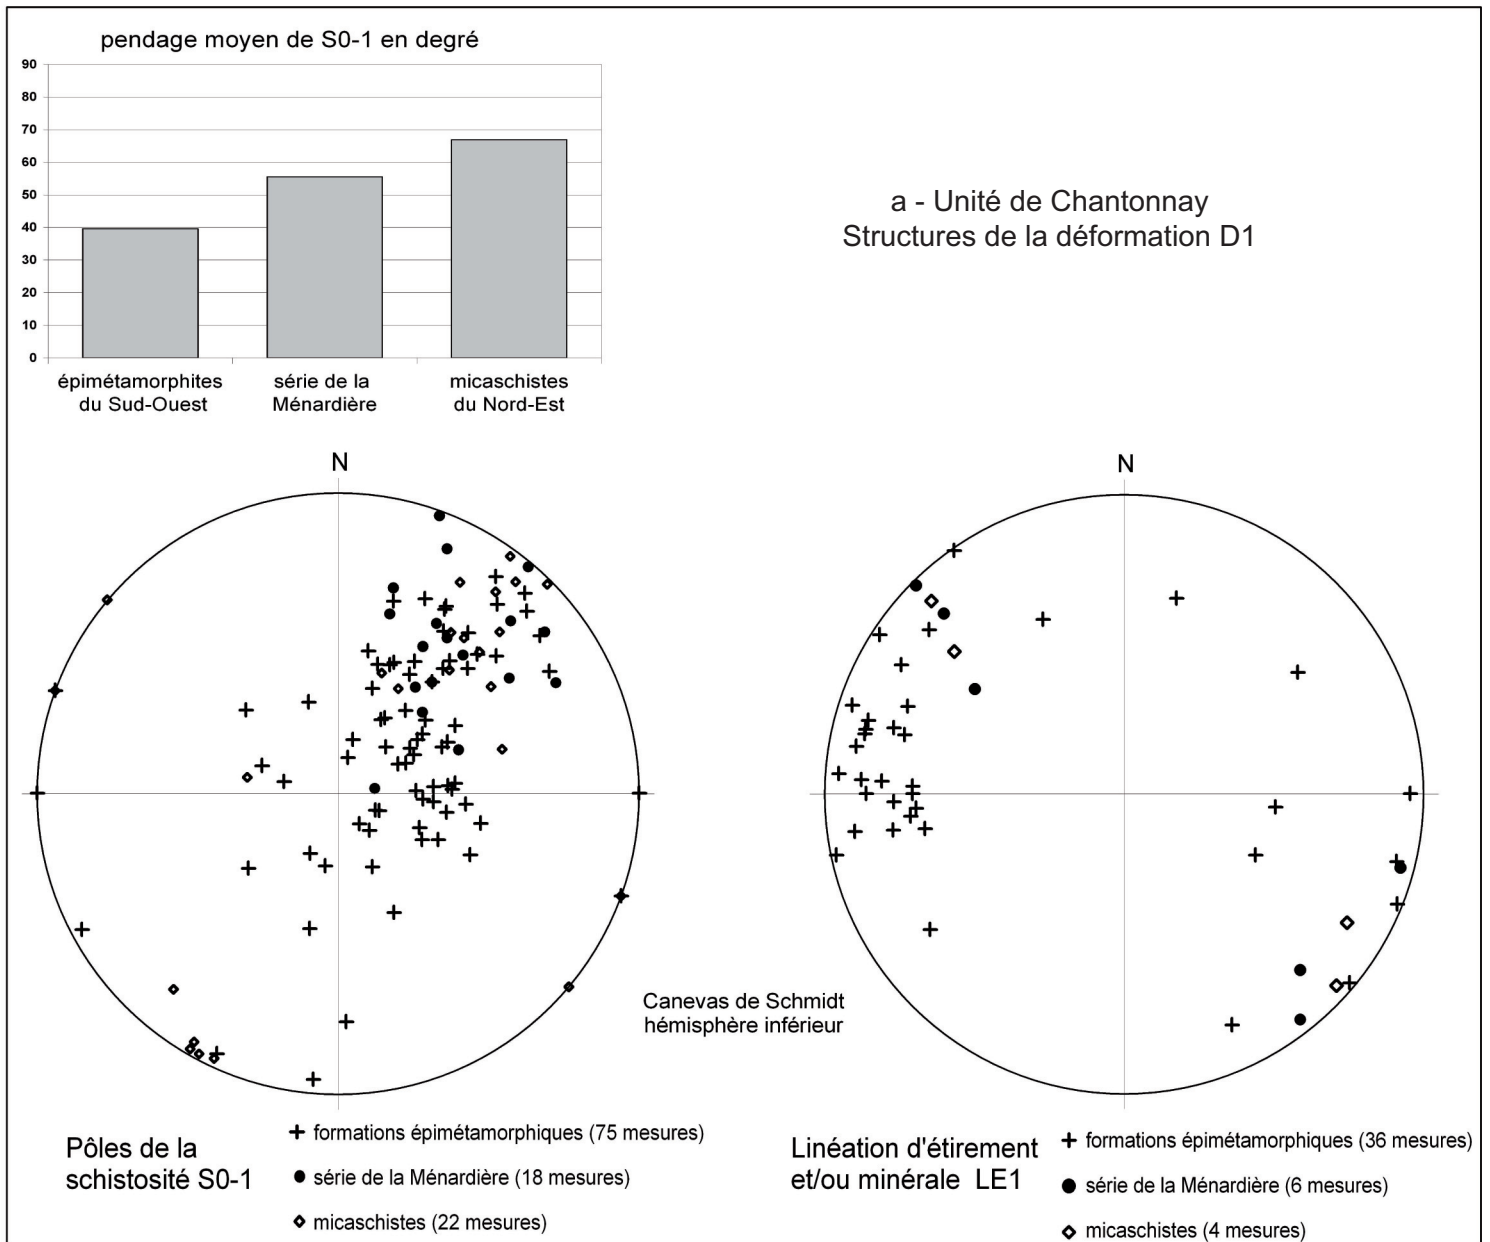 pendage moyen de S0-1 en degré
90
80
70
60
50
40
30
20
10
0
épimétamorphites
du Sud-Ouest
série de la
Ménardière
micaschistes
du Nord-Est
a - Unité de Chantonnay
Structures de la déformation D1
N
N
Canevas de Schmidt
hémisphère inférieur
Pôles de la
schistosité S0-1
formations épimétamorphiques (75 mesures)
série de la Ménardière (18 mesures)
micaschistes (22 mesures)
Linéation d'étirement
et/ou minérale LE1
formations épimétamorphiques (36 mesures)
série de la Ménardière (6 mesures)
micaschistes (4 mesures)